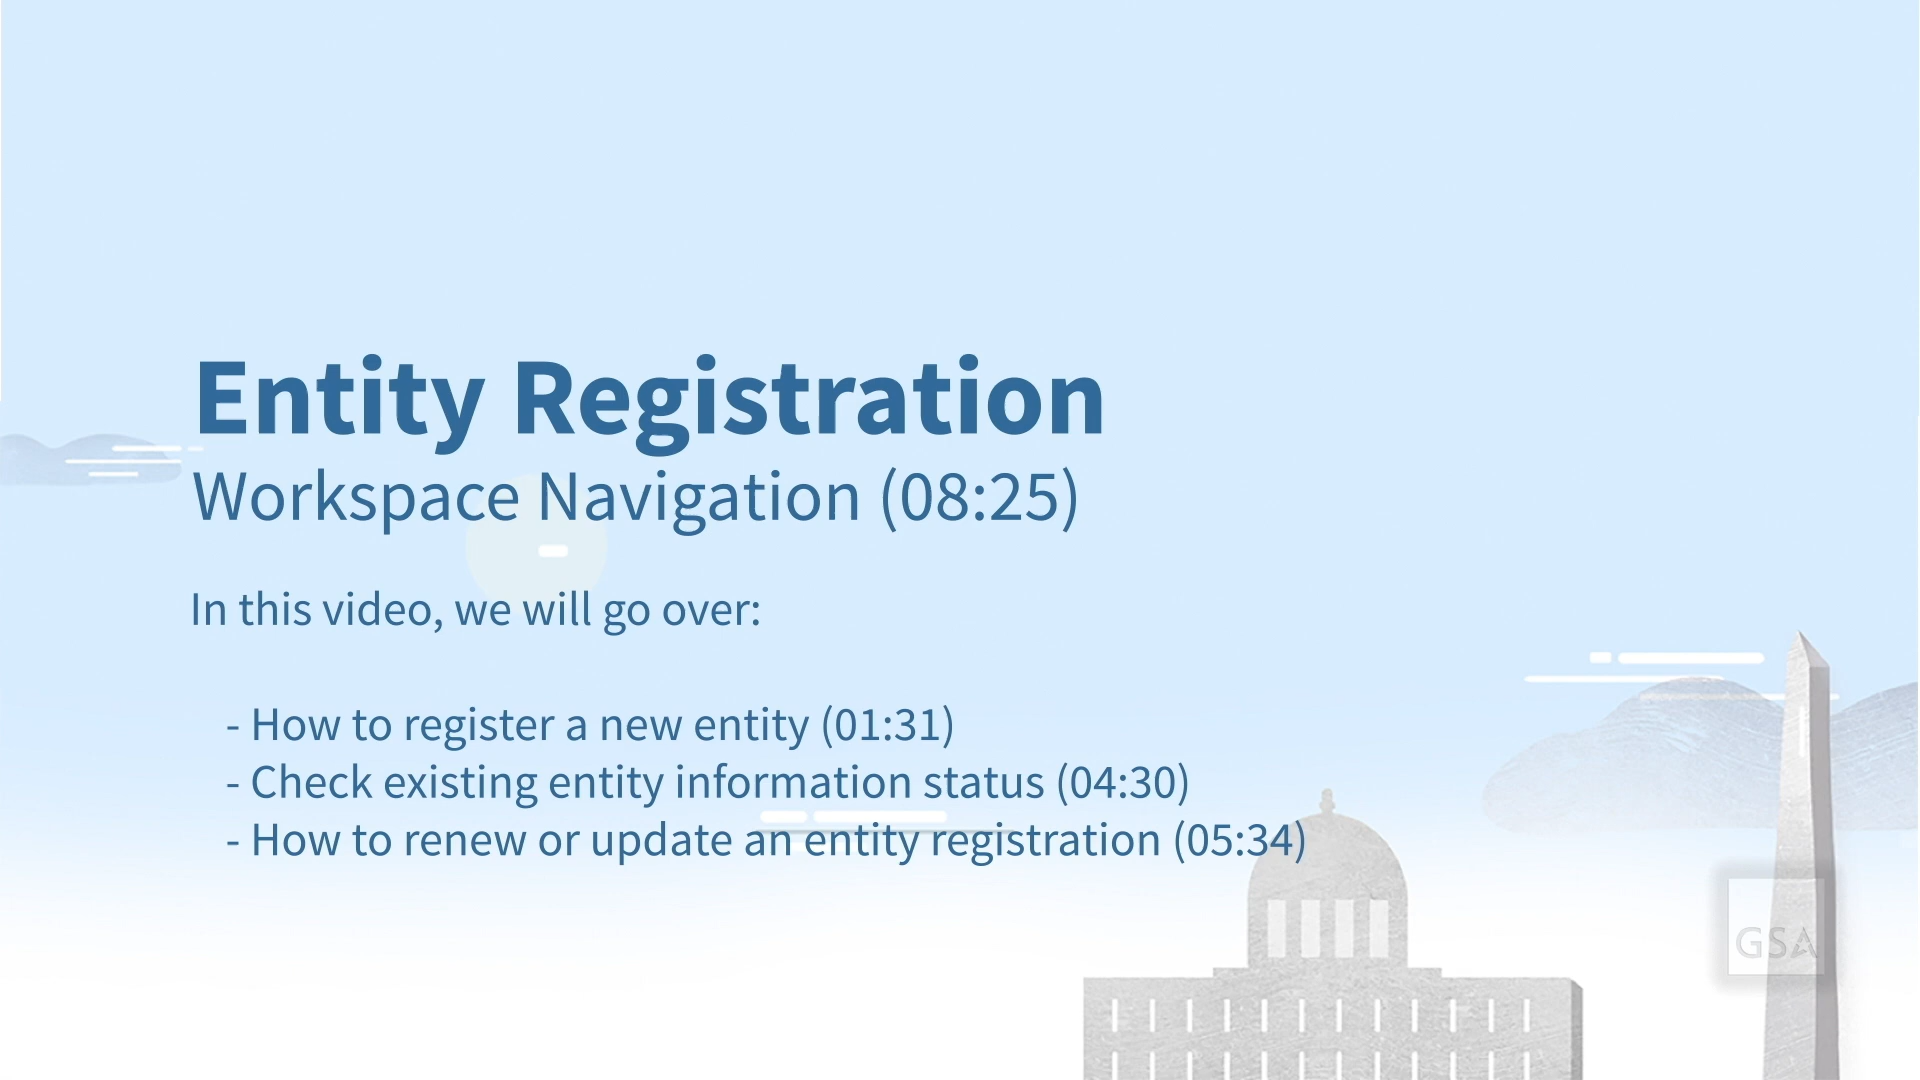 Entity Registration
Workspace Navigation (08:25)
In this video, we will go over:
- How to register a new entity (01:31)
- Check existing entity information status (04:30)
- How to renew or update an entity registration (05:34)
GSA